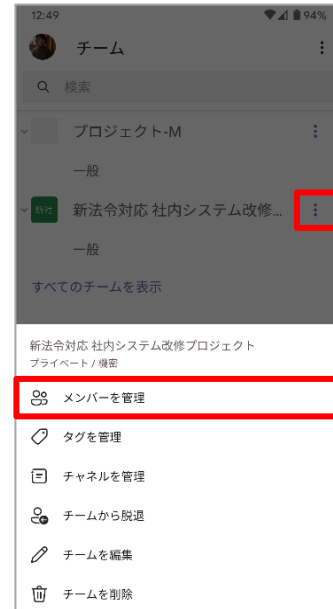 12:49 94%
チーム
検索
プロジェクト-M
一般
新社 新法令対応 社内システム改修...
一般
すべてのチームを表示
新法令対応 社内システム改修プロジェクト
プライベート / 機密
メンバーを管理
タグを管理
チャネルを管理
チームから脱退
チームを編集
チームを削除